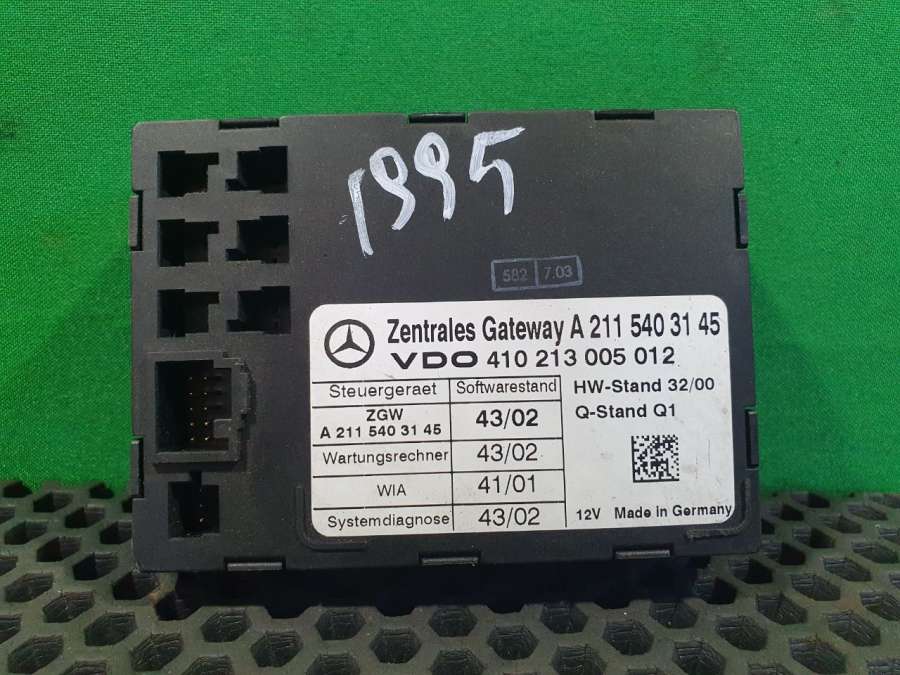 1995
582 7.03
Zentrales Gateway A 211 540 31 45
VDO 410 213 005 012
Steuergeraet Softwarestand
HW-Stand 32/00
ZGW
A 211 540 31 45 43/02
Q-Stand Q1
Wartungsrechner 43/02
WIA 41/01
Systemdiagnose 43/02
12V Made in Germany